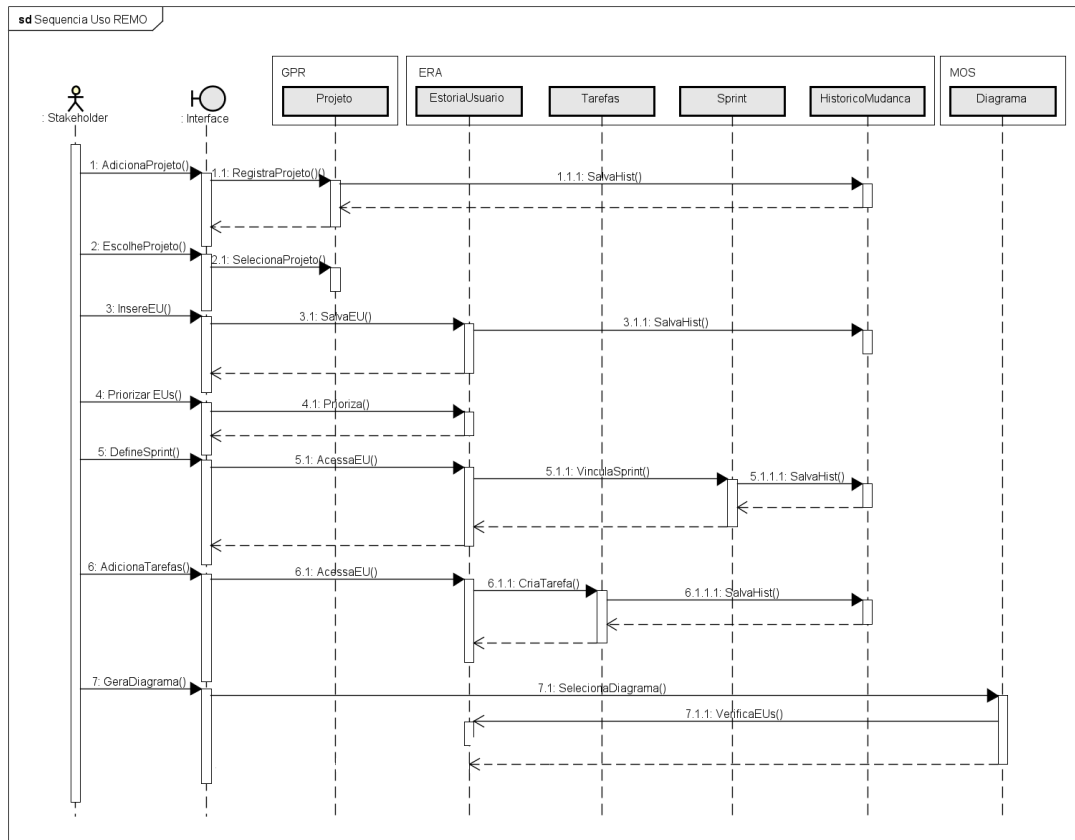 sd Sequencia Uso REMO
GPR
ERA
MOS
Projeto
EstoriaUsuario
Tarefas
Sprint
HistoricoMudanca
Diagrama
: Stakeholder
: Interface
1: AdicionaProjeto()
1.1: RegistraProjeto()()
1.1.1: SalvaHist()
2: EscolheProjeto()
2.1: SelecionaProjeto()
3: InsereEU()
3.1: SalvaEU()
3.1.1: SalvaHist()
4: Priorizar EUs()
4.1: Prioriza()
5: DefineSprint()
5.1: AcessaEU()
5.1.1: VinculaSprint()
5.1.1.1: SalvaHist()
6: AdicionaTarefas()
6.1: AcessaEU()
6.1.1: CriaTarefa()
6.1.1.1: SalvaHist()
7: GeraDiagrama()
7.1: SelecionaDiagrama()
7.1.1: VerificaEUs()